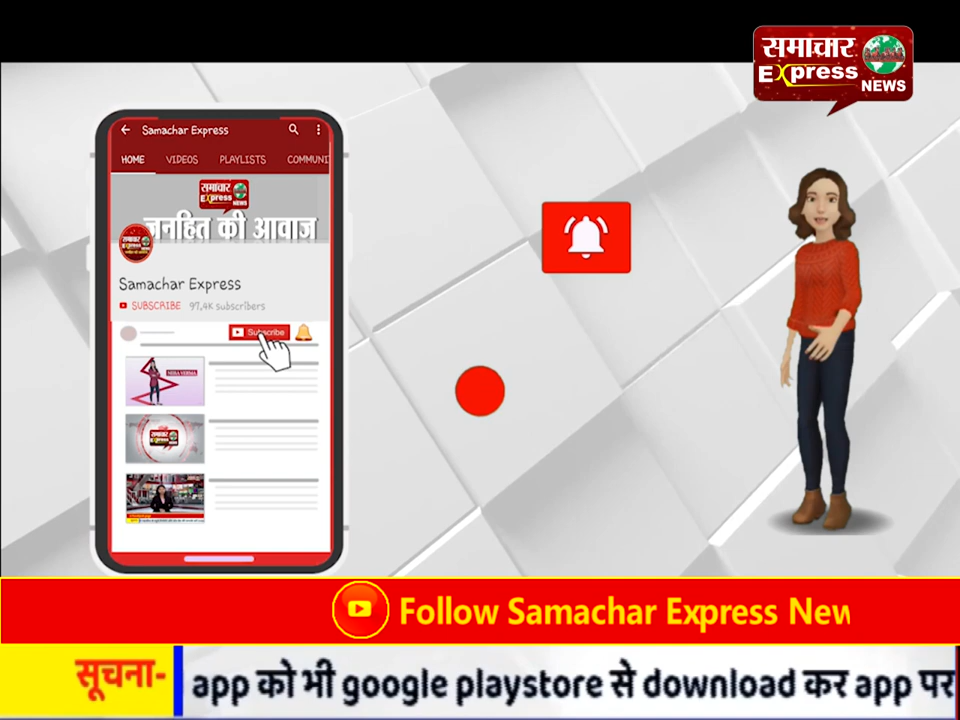 समाचार
Express
NEWS
Samachar Express
HOME VIDEOS PLAYLISTS COMMUNI
समाचार
Express
NEWS
जनहित की आवाज
Samachar Express
SUBSCRIBE 97.4K subscribers
Subscribe
Follow Samachar Express New
सूचना- app को भी google playstore से download कर app पर